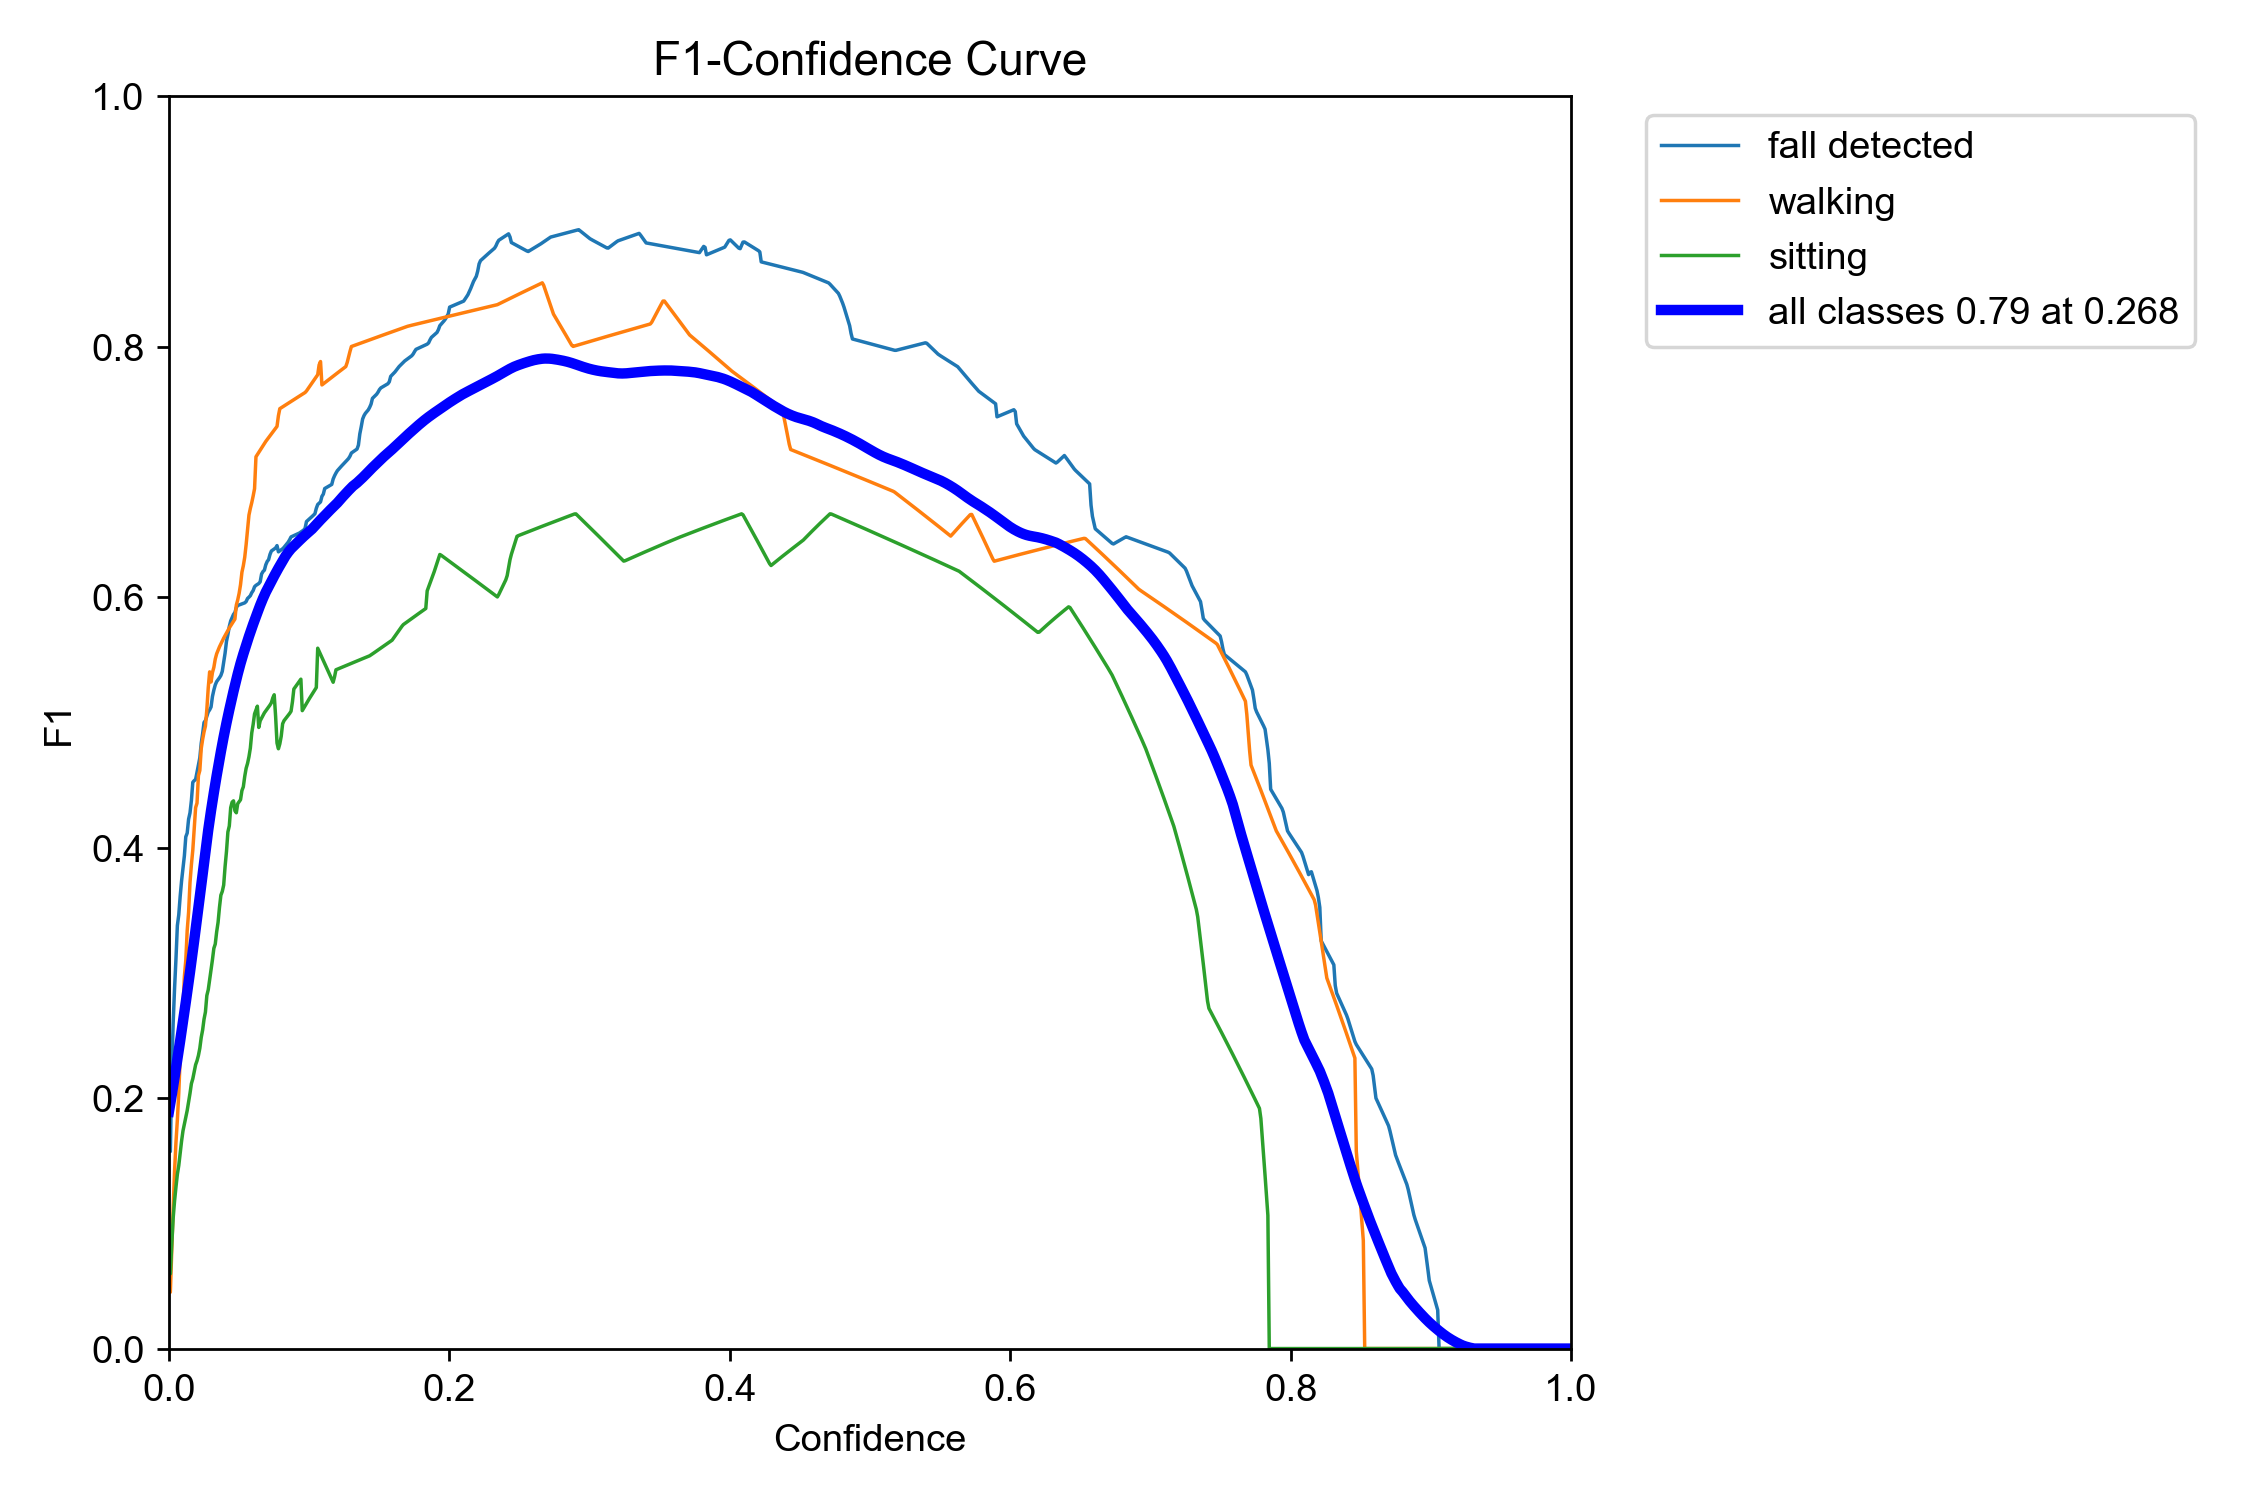 F1-Confidence Curve
1.0
0.8
0.6
0.4
0.2
0.0
F1
0.0 0.2 0.4 0.6 0.8 1.0
Confidence
fall detected
walking
sitting
all classes 0.79 at 0.268